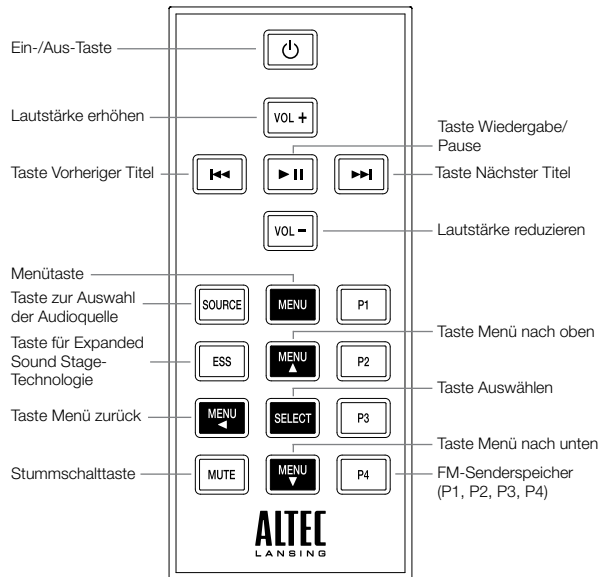 Ein-/Aus-Taste
Lautstärke erhöhen
VOL +
Taste Wiedergabe/
Pause
Taste Vorheriger Titel
Taste Nächster Titel
VOL –
Lautstärke reduzieren
Menütaste
Taste zur Auswahl
der Audioquelle
SOURCE
MENU
P1
Taste für Expanded
Sound Stage-
Technologie
ESS
MENU
P2
Taste Menü nach oben
Taste Auswählen
Taste Menü zurück
MENU
SELECT
P3
Taste Menü nach unten
Stummschalttaste
MUTE
MENU
P4
FM-Senderspeicher
(P1, P2, P3, P4)
ALTEC
LANSING